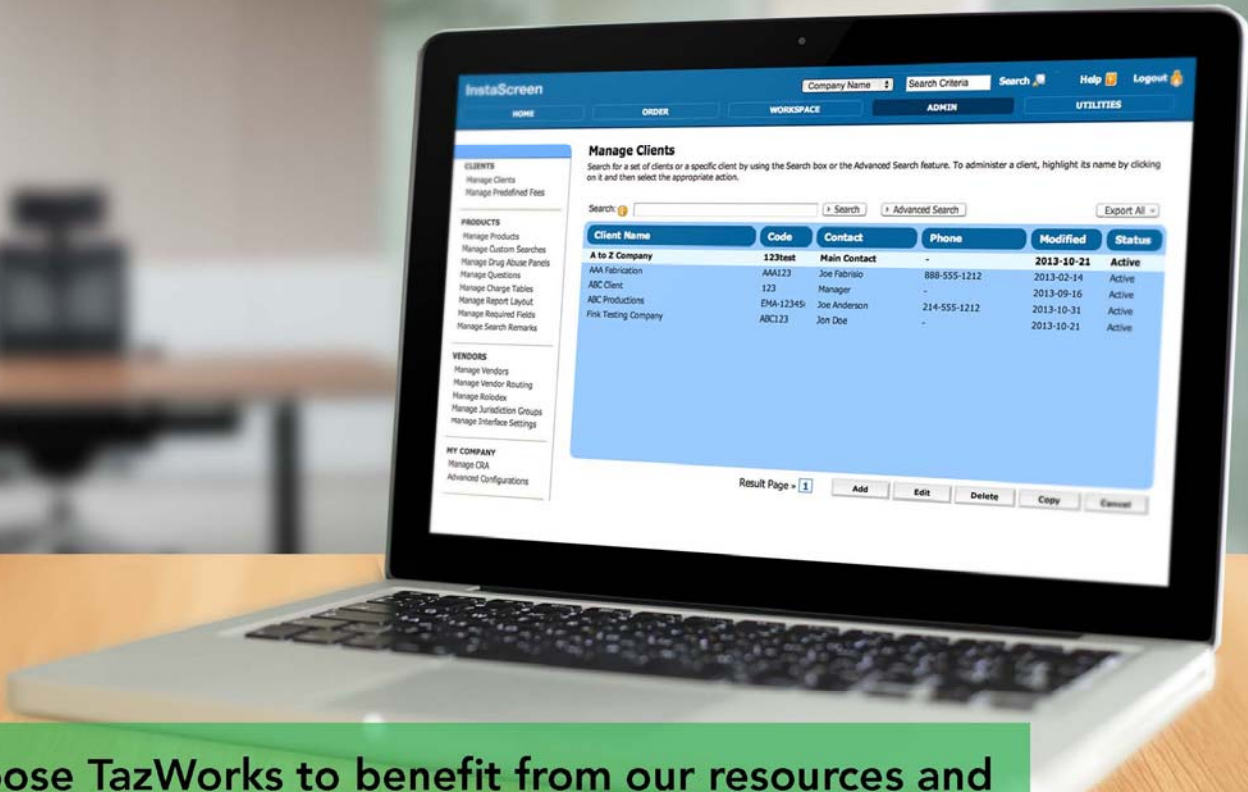 InstaScreen
Company Name
Search Criteria
Search
Help
Logout
HOME
ORDER
WORKSPACE
ADMIN
UTILITIES
CLIENTS
Manage Clients
Manage Predefined Fees
PRODUCTS
Manage Products
Manage Custom Searches
Manage Drug Abuse Panels
Manage Questions
Manage Charge Tables
Manage Report Layout
Manage Required Fields
Manage Search Remarks
VENDORS
Manage Vendors
Manage Vendor Routing
Manage Rolodex
Manage Jurisdiction Groups
Manage Interface Settings
MY COMPANY
Manage CRA
Advanced Configurations
Manage Clients
Search for a set of clients or a specific client by using the Search box or the Advanced Search feature. To administer a client, highlight its name by clicking
on it and then select the appropriate action.
Search: Search Advanced Search Export All
Client Name Code Contact Phone Modified Status
A to Z Company 123test Main Contact - 2013-10-21 Active
AAA Fabrication AAA123 Joe Fabrisio 888-555-1212 2013-02-14 Active
ABC Client 123 Manager - 2013-09-16 Active
ABC Productions EMA-12345 Joe Anderson 214-555-1212 2013-10-31 Active
Fink Testing Company ABC123 Jon Doe - 2013-10-21 Active
Result Page » 1 Add Edit Delete Copy Cancel
TazWorks to benefit from our resources and